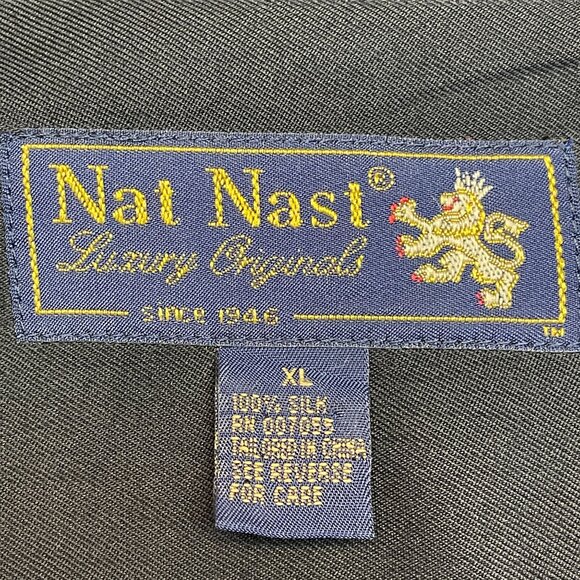 Nat Nast®
Luxury Originals
SINCE 1946
TM
XL
100% SILK
RN 007055
TAILORED IN CHINA
SEE REVERSE
FOR CARE